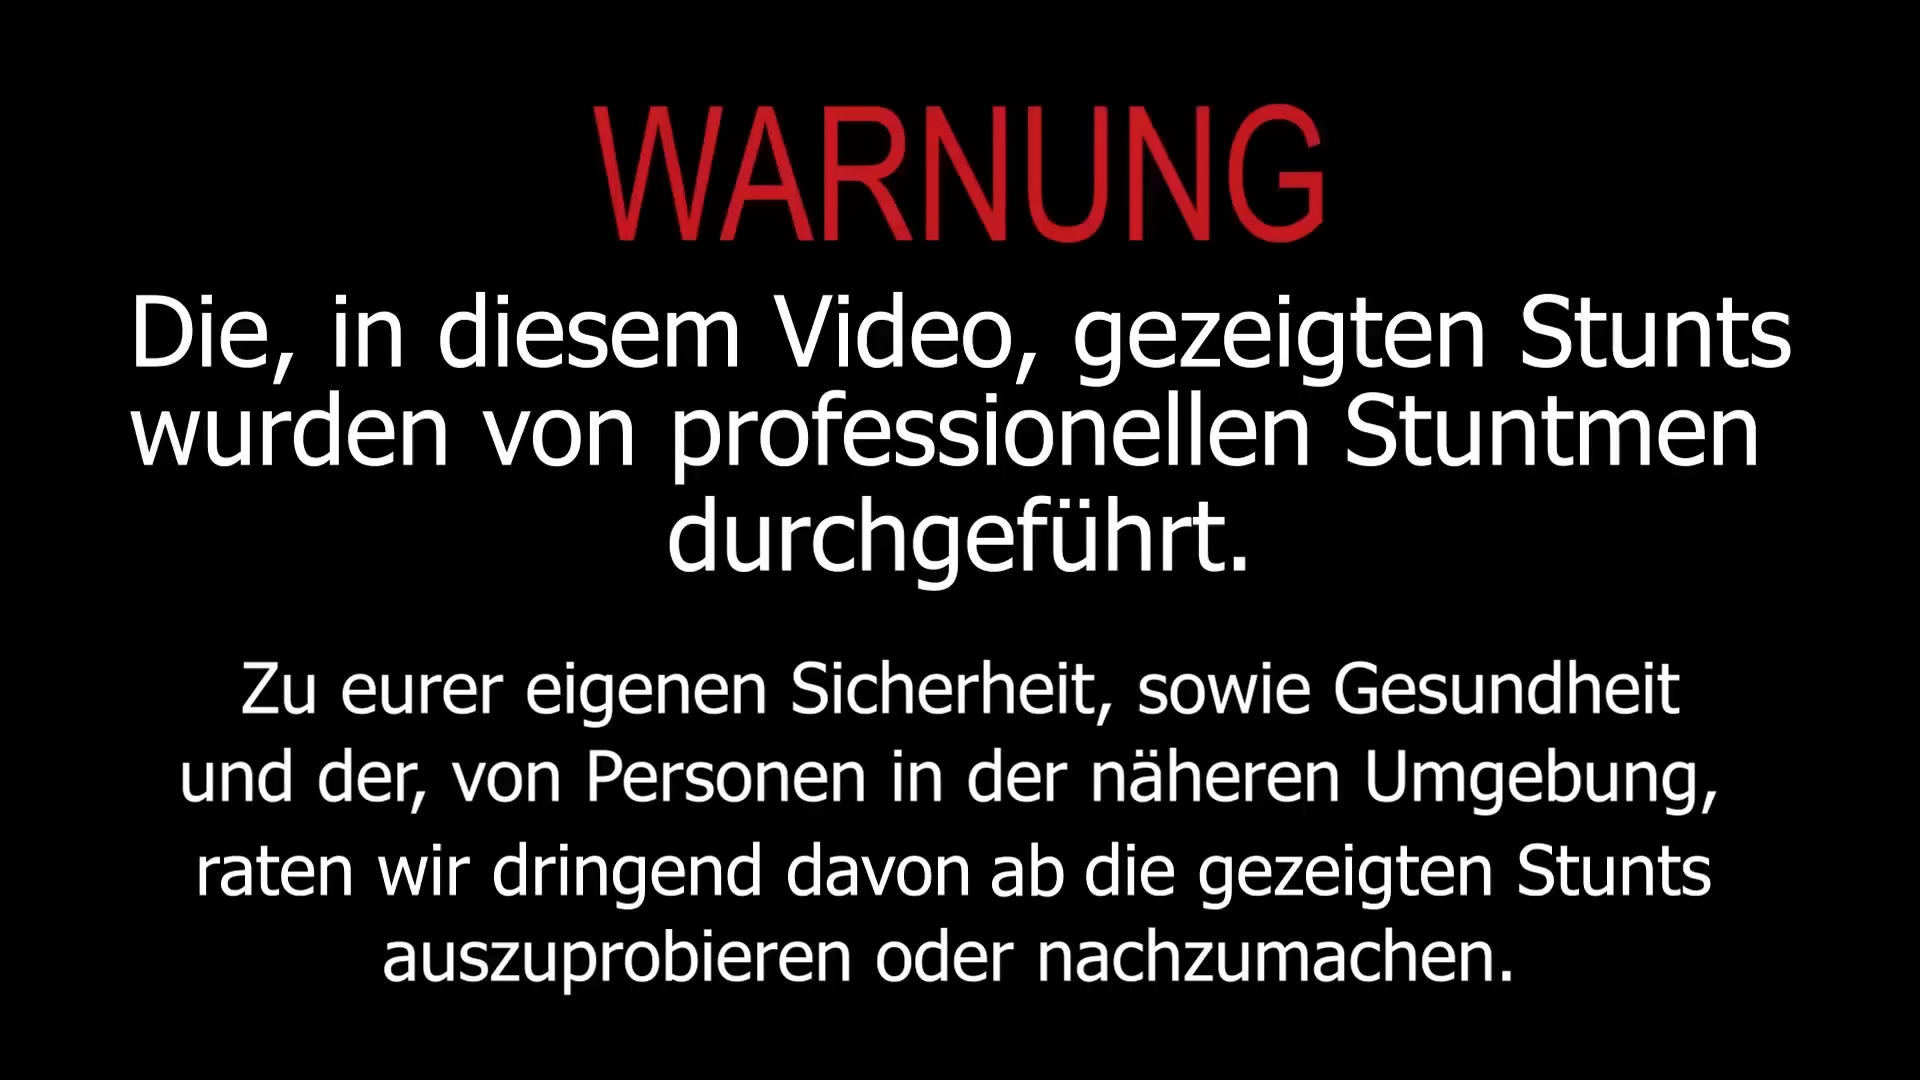 WARNUNG
Die, in diesem Video, gezeigten Stunts
wurden von professionellen Stuntmen
durchgeführt.
Zu eurer eigenen Sicherheit, sowie Gesundheit
und der, von Personen in der näheren Umgebung,
raten wir dringend davon ab die gezeigten Stunts
auszuprobieren oder nachzumachen.